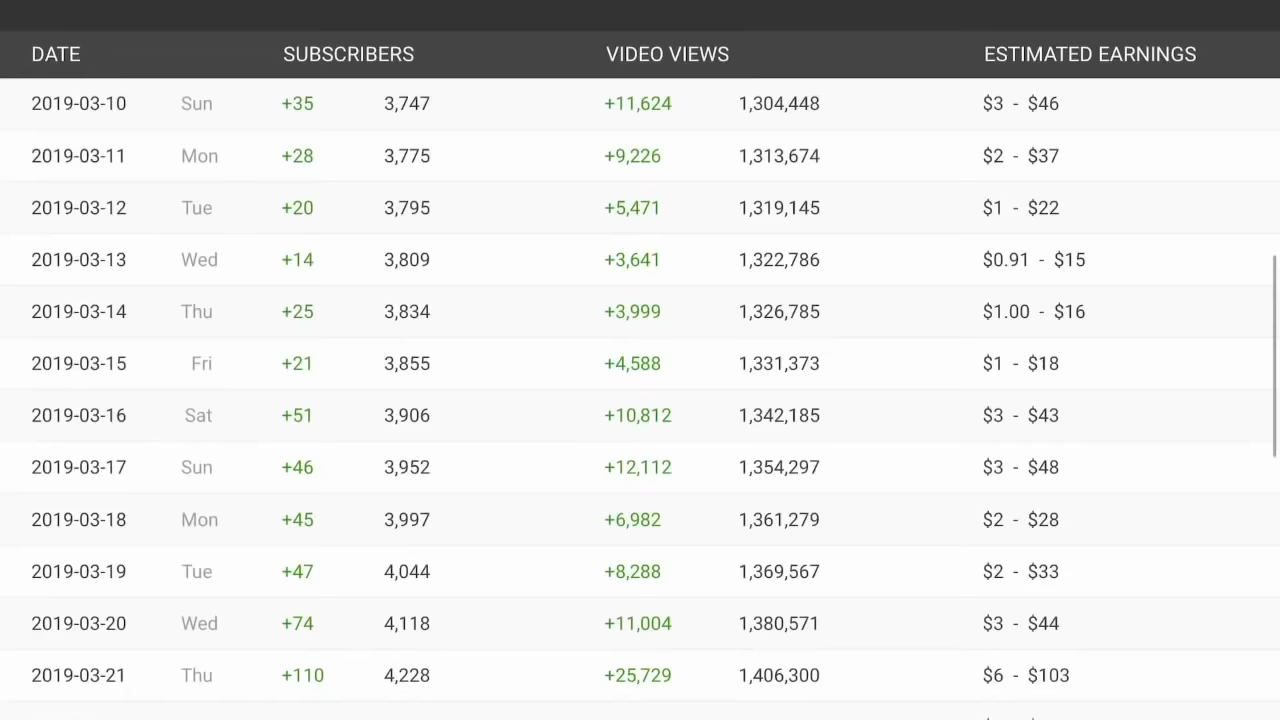 DATE SUBSCRIBERS VIDEO VIEWS ESTIMATED EARNINGS
2019-03-10 Sun +35 3,747 +11,624 1,304,448 $3 - $46
2019-03-11 Mon +28 3,775 +9,226 1,313,674 $2 - $37
2019-03-12 Tue +20 3,795 +5,471 1,319,145 $1 - $22
2019-03-13 Wed +14 3,809 +3,641 1,322,786 $0.91 - $15
2019-03-14 Thu +25 3,834 +3,999 1,326,785 $1.00 - $16
2019-03-15 Fri +21 3,855 +4,588 1,331,373 $1 - $18
2019-03-16 Sat +51 3,906 +10,812 1,342,185 $3 - $43
2019-03-17 Sun +46 3,952 +12,112 1,354,297 $3 - $48
2019-03-18 Mon +45 3,997 +6,982 1,361,279 $2 - $28
2019-03-19 Tue +47 4,044 +8,288 1,369,567 $2 - $33
2019-03-20 Wed +74 4,118 +11,004 1,380,571 $3 - $44
2019-03-21 Thu +110 4,228 +25,729 1,406,300 $6 - $103